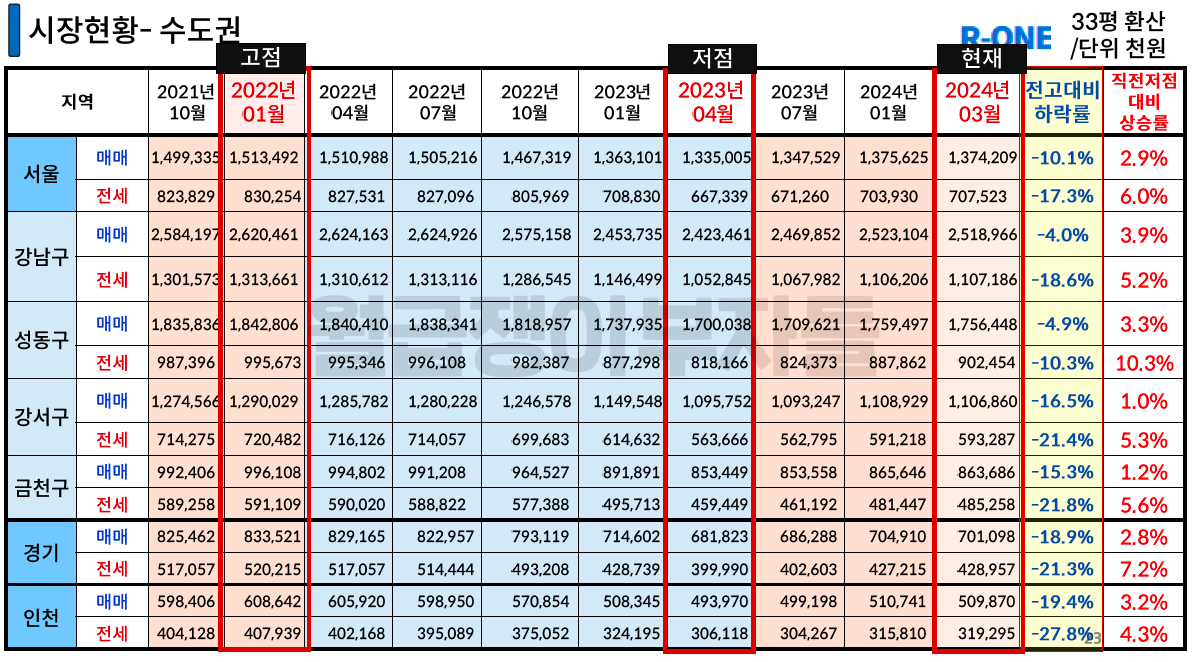 시장현황- 수도권
R-ONE
33평 환산
/단위 천원
고점
저점
현재
지역 2021년 10월 2022년 01월 2022년 04월 2022년 07월 2022년 10월 2023년 01월 2023년 04월 2023년 07월 2024년 01월 2024년 03월 전고대비 하락률 직전저점 대비 상승률
서울 매매 1,499,335 1,513,492 1,510,988 1,505,216 1,467,319 1,363,101 1,335,005 1,347,529 1,375,625 1,374,209 -10.1% 2.9%
전세 823,829 830,254 827,531 827,096 805,969 708,830 667,339 671,260 703,930 707,523 -17.3% 6.0%
강남구 매매 2,584,197 2,620,461 2,624,163 2,624,926 2,575,158 2,453,735 2,423,461 2,469,852 2,523,104 2,518,966 -4.0% 3.9%
전세 1,301,573 1,313,661 1,310,612 1,313,116 1,286,545 1,146,499 1,052,845 1,067,982 1,106,206 1,107,186 -18.6% 5.2%
성동구 매매 1,835,836 1,842,806 1,840,410 1,838,341 1,818,957 1,737,935 1,700,038 1,709,621 1,759,497 1,756,448 -4.9% 3.3%
전세 987,396 995,673 995,346 996,108 982,387 877,298 818,166 824,373 887,862 902,454 -10.3% 10.3%
강서구 매매 1,274,566 1,290,029 1,285,782 1,280,228 1,246,578 1,149,548 1,095,752 1,093,247 1,108,929 1,106,860 -16.5% 1.0%
전세 714,275 720,482 716,126 714,057 699,683 614,632 563,666 562,795 591,218 593,287 -21.4% 5.3%
금천구 매매 992,406 996,108 994,802 991,208 964,527 891,891 853,449 853,558 865,646 863,686 -15.3% 1.2%
전세 589,258 591,109 590,020 588,822 577,388 495,713 459,449 461,192 481,447 485,258 -21.8% 5.6%
경기 매매 825,462 833,521 829,165 822,957 793,119 714,602 681,823 686,288 704,910 701,098 -18.9% 2.8%
전세 517,057 520,215 517,057 514,444 493,208 428,739 399,990 402,603 427,215 428,957 -21.3% 7.2%
인천 매매 598,406 608,642 605,920 598,950 570,854 508,345 493,970 499,198 510,741 509,870 -19.4% 3.2%
전세 404,128 407,939 402,168 395,089 375,052 324,195 306,118 304,267 315,810 319,295 -27.8% 4.3%
월급쟁이부자들
23